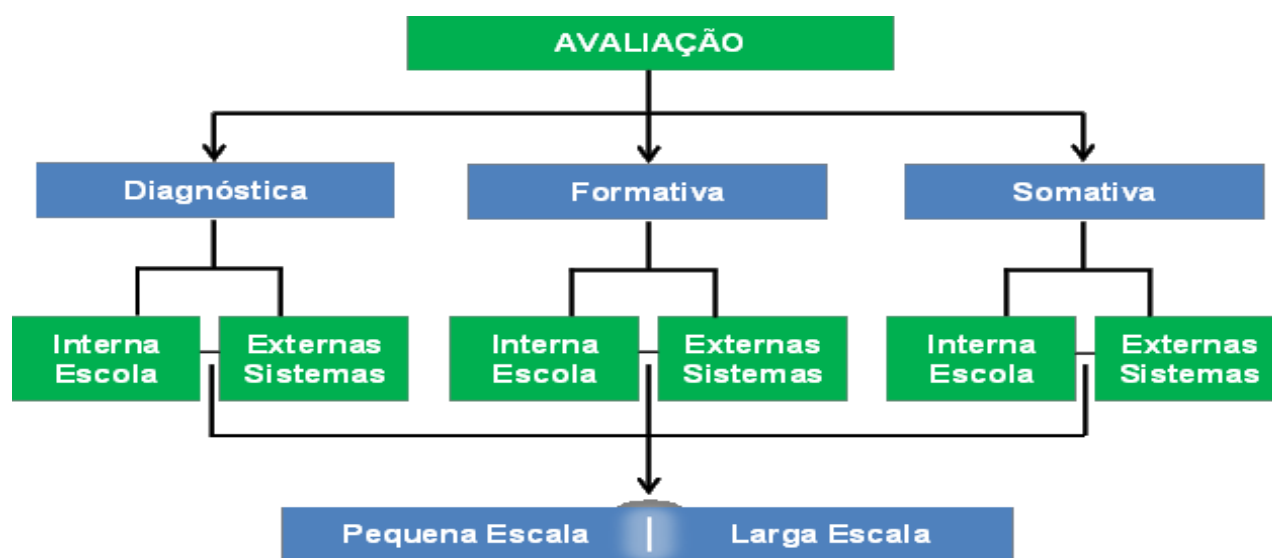 AVALIAÇÃO
Diagnóstica
Formativa
Somativa
Interna
Escola
Externas
Sistemas
Interna
Escola
Externas
Sistemas
Interna
Escola
Externas
Sistemas
Pequena Escala | Larga Escala